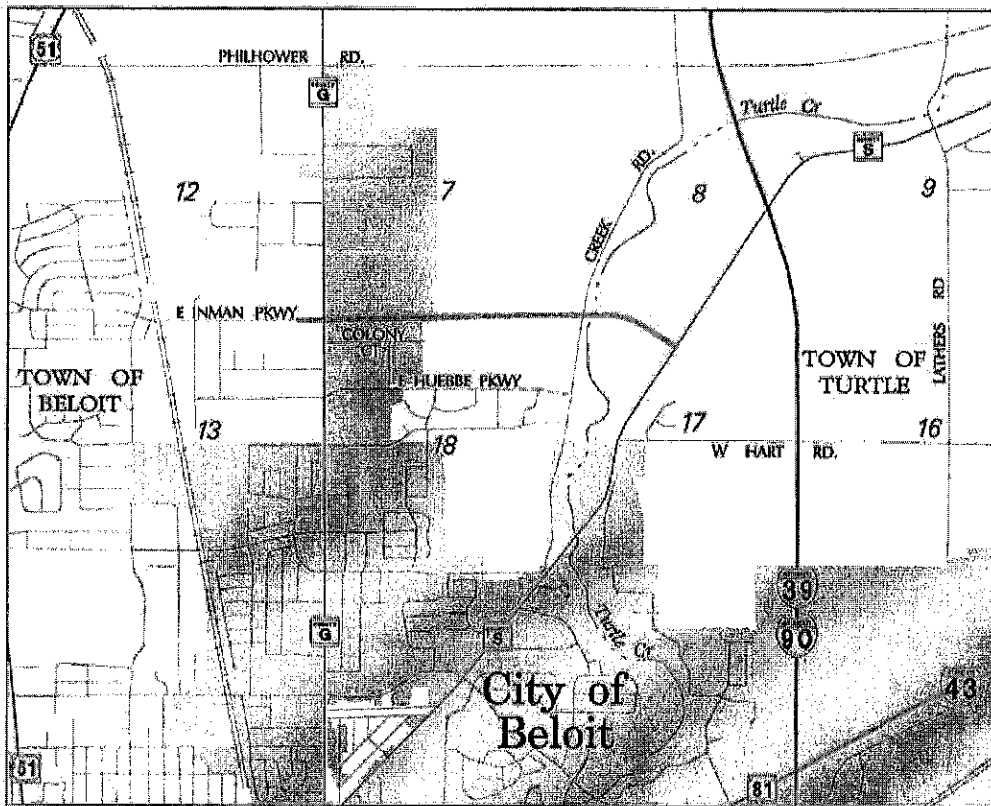 51
PHILHOWER RD.
COUNTY
G
Turtle Cr
COUNTY
S
RD.
12
7
8
9
CREEK
E INMAN PKWY
COLONY
CT
LATHERS RD
TOWN OF
BELOIT
TOWN OF
TURTLE
E HUEBBE PKWY
13
18
17
16
W HART RD.
39
90
G
S
Turtle Cr
City of
Beloit
43
81
51